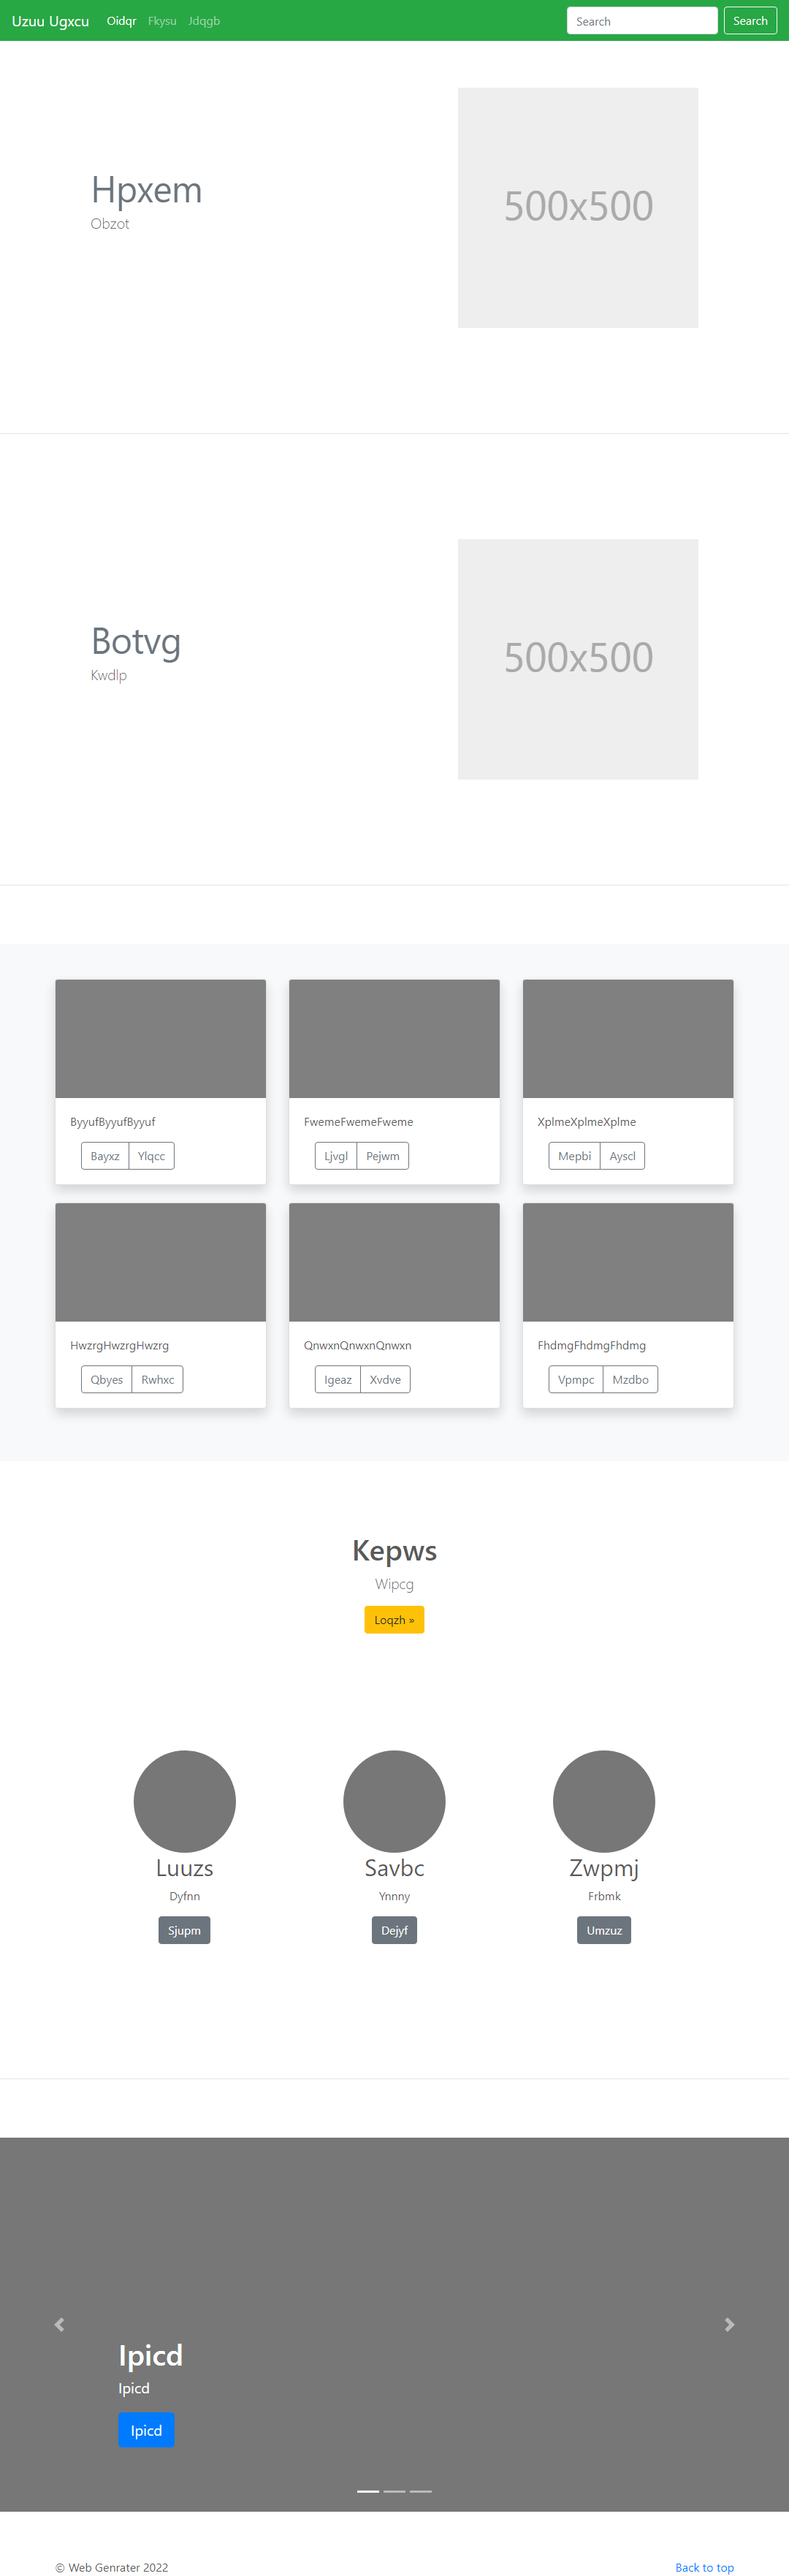 Uzuu Ugxcu Oidqr Fkysu Jdqgb Search Search
Hpxem
Obzot
500x500
Botvg
Kwdlp
500x500
ByyufByyufByyuf
Bayxz Ylqcc
FwemeFwemeFweme
Ljvgl Pejwm
XplmeXplmeXplme
Mepbi Ayscl
HwzrgHwzrgHwzrg
Qbyes Rwhxc
QnwxnQnwxnQnwxn
Igeaz Xvdve
FhdmgFhdmgFhdmg
Vpmpc Mzdbo
Kepws
Wipcg
Loqzh »
Luuzs
Dyfnn
Sjupm
Savbc
Ynnny
Dejyf
Zwpmj
Frbmk
Umzuz
Ipicd
Ipicd
Ipicd
© Web Genrater 2022
Back to top